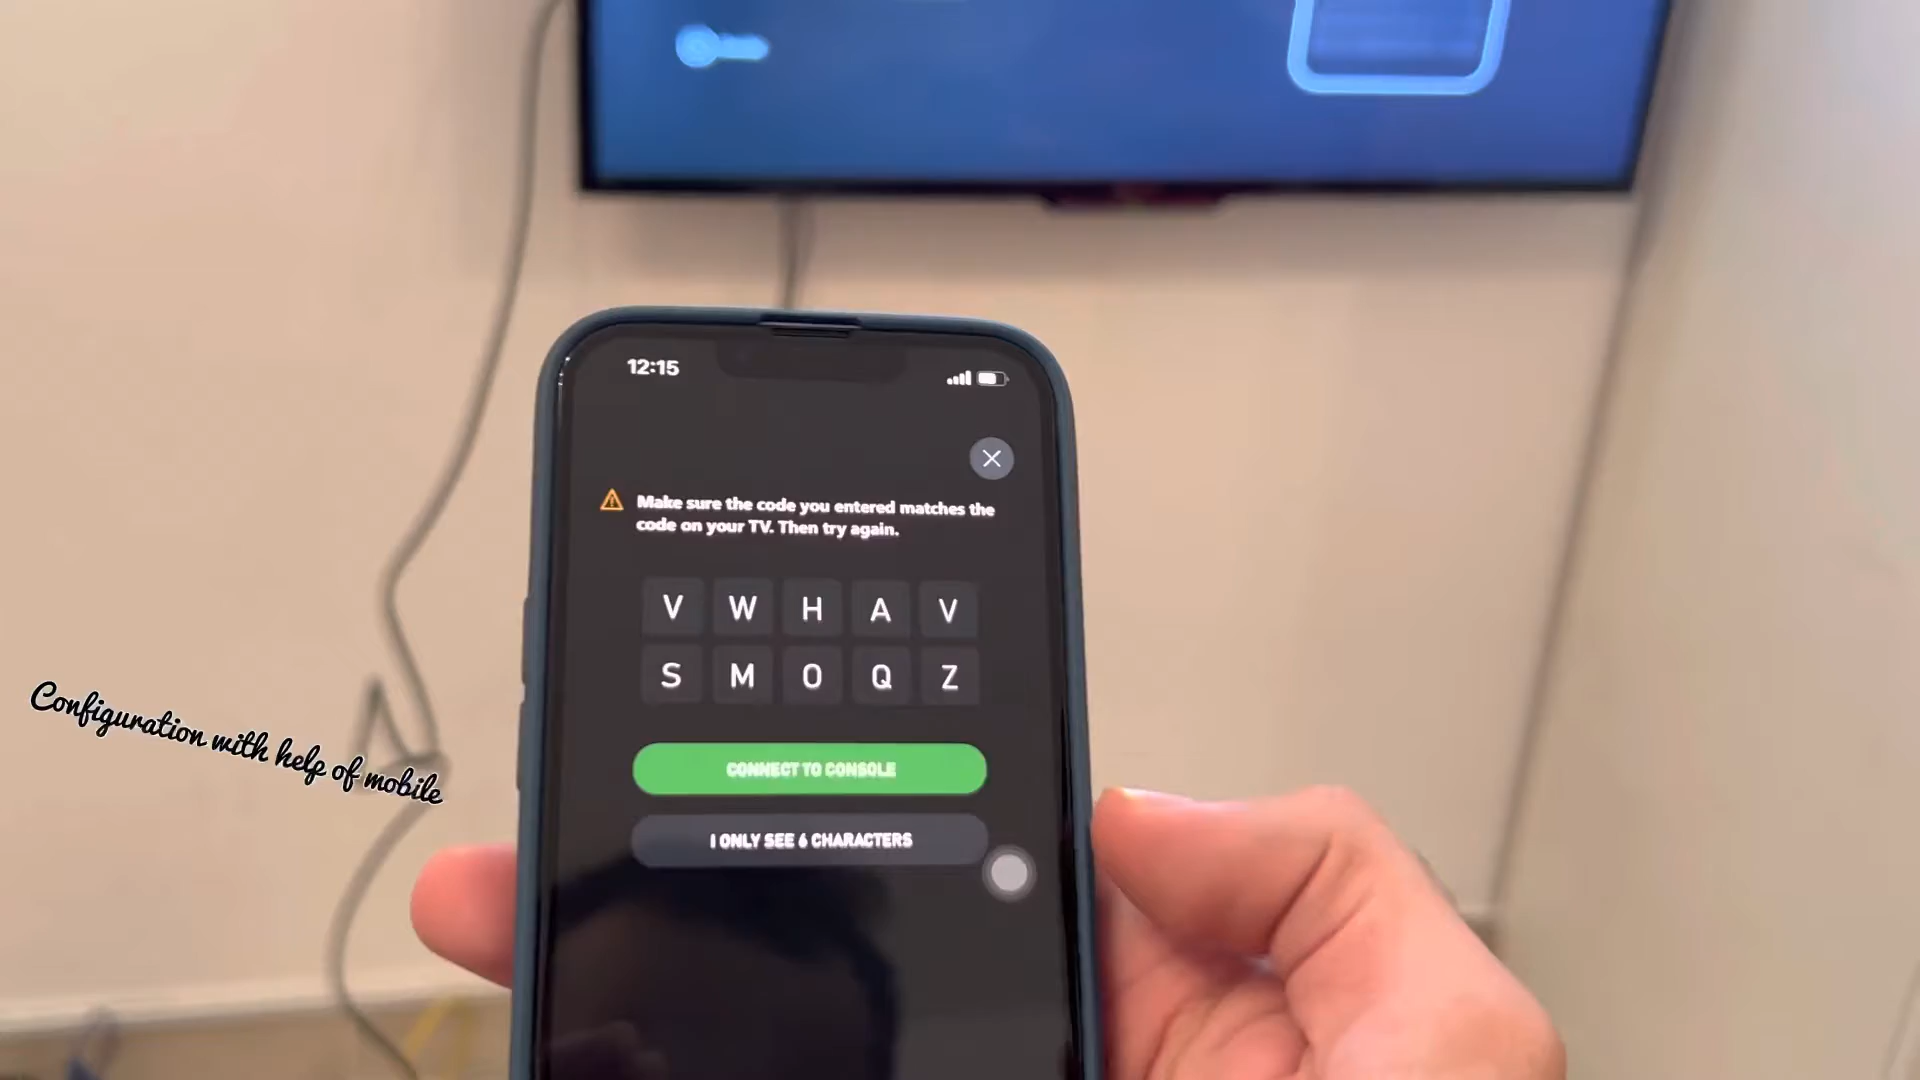 12:15
Make sure the code you entered matches the
code on your TV. Then try again.
V W H A V
S M O Q Z
CONNECT TO CONSOLE
I ONLY SEE 6 CHARACTERS
Configuration with help of mobile